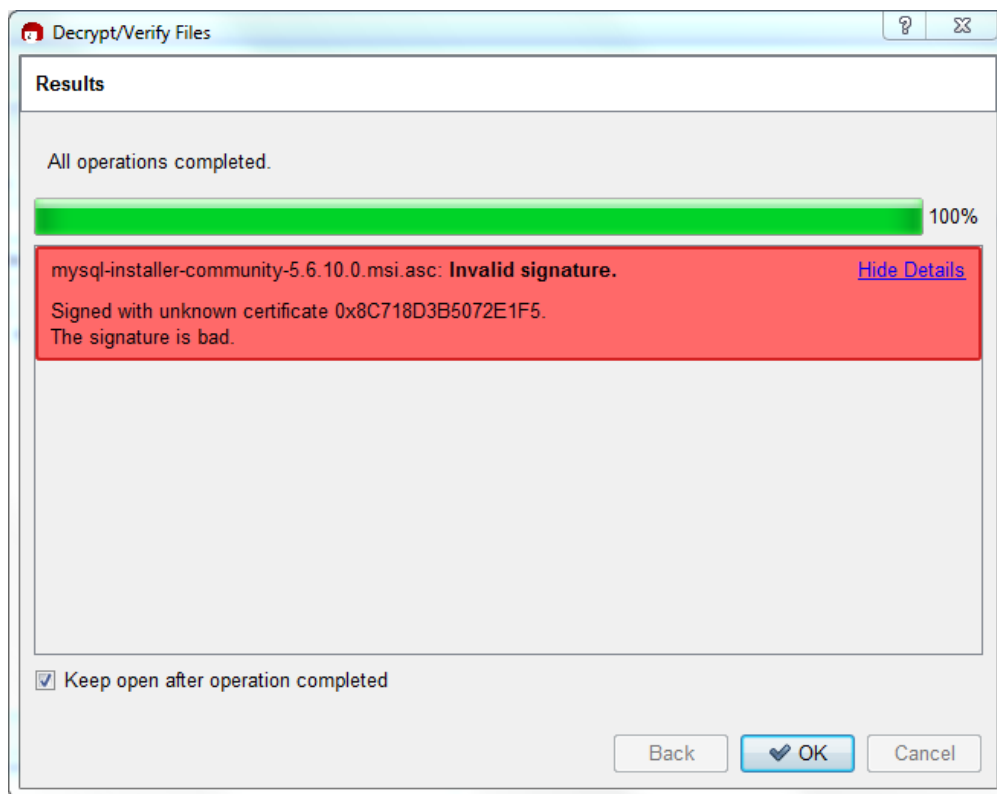 Decrypt/Verify Files
Results
All operations completed.
100%
mysql-installer-community-5.6.10.0.msi.asc: Invalid signature. Hide Details
Signed with unknown certificate 0x8C718D3B5072E1F5.
The signature is bad.
Keep open after operation completed
Back OK Cancel